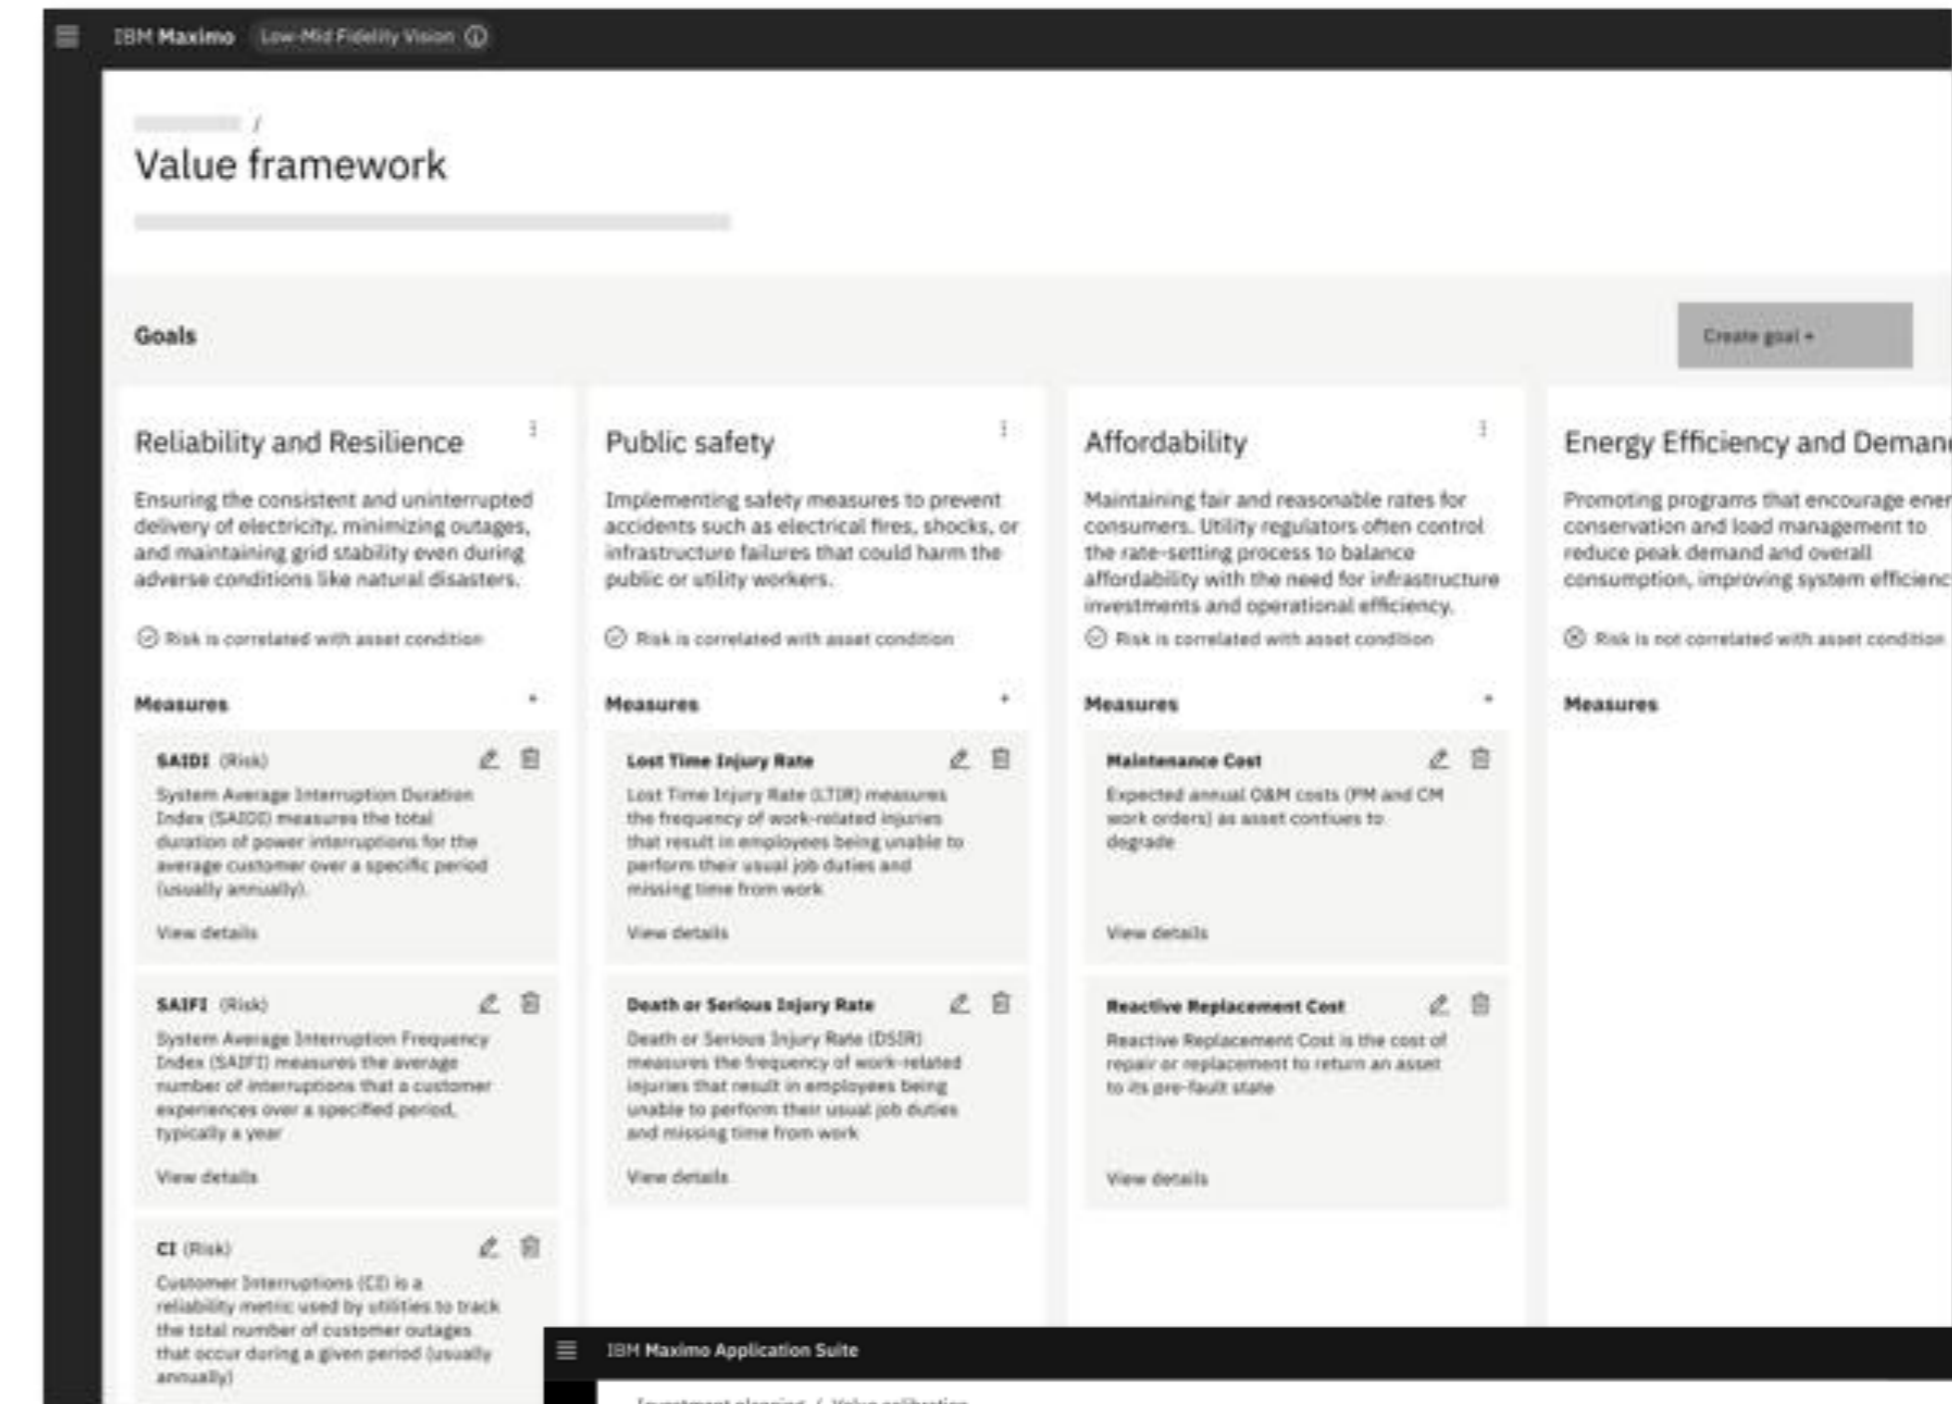 IBM Maximo Low-Mid Fidelity Vision
/
Value framework
Goals
Create goal +
Reliability and Resilience
Ensuring the consistent and uninterrupted
delivery of electricity, minimizing outages,
and maintaining grid stability even during
adverse conditions like natural disasters.
Risk is correlated with asset condition
Measures +
SAIDI (Risk)
System Average Interruption Duration
Index (SAIDI) measures the total
duration of power interruptions for the
average customer over a specific period
(usually annually).
View details
SAIFI (Risk)
System Average Interruption Frequency
Index (SAIFI) measures the average
number of interruptions that a customer
experiences over a specified period,
typically a year
View details
CI (Risk)
Customer Interruptions (CI) is a
reliability metric used by utilities to track
the total number of customer outages
that occur during a given period (usually
annually)
Public safety
Implementing safety measures to prevent
accidents such as electrical fires, shocks, or
infrastructure failures that could harm the
public or utility workers.
Risk is correlated with asset condition
Measures +
Lost Time Injury Rate
Lost Time Injury Rate (LTIR) measures
the frequency of work-related injuries
that result in employees being unable to
perform their usual job duties and
missing time from work
View details
Death or Serious Injury Rate
Death or Serious Injury Rate (DSIR)
measures the frequency of work-related
injuries that result in employees being
unable to perform their usual job duties
and missing time from work
View details
Affordability
Maintaining fair and reasonable rates for
consumers. Utility regulators often control
the rate-setting process to balance
affordability with the need for infrastructure
investments and operational efficiency.
Risk is correlated with asset condition
Measures +
Maintenance Cost
Expected annual O&M costs (PM and CM
work orders) as asset contiues to
degrade
View details
Reactive Replacement Cost
Reactive Replacement Cost is the cost of
repair or replacement to return an asset
to its pre-fault state
View details
Energy Efficiency and Deman
Promoting programs that encourage ener
conservation and load management to
reduce peak demand and overall
consumption, improving system efficienc
Risk is not correlated with asset condition
Measures
IBM Maximo Application Suite
Investment planning / Value calibration